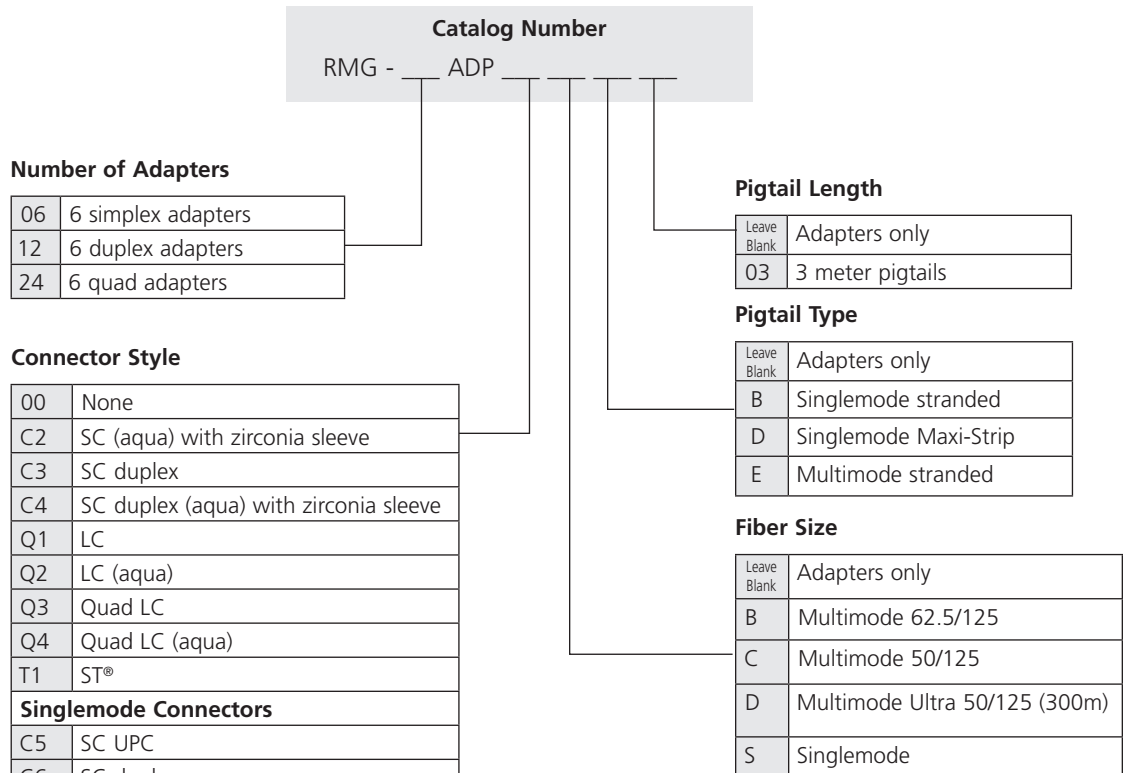 Catalog Number
RMG - ___ ADP ___ ___ ___ ___
Number of Adapters
06 6 simplex adapters
12 6 duplex adapters
24 6 quad adapters
Connector Style
00 None
C2 SC (aqua) with zirconia sleeve
C3 SC duplex
C4 SC duplex (aqua) with zirconia sleeve
Q1 LC
Q2 LC (aqua)
Q3 Quad LC
Q4 Quad LC (aqua)
T1 ST®
Singlemode Connectors
C5 SC UPC
Pigtail Length
Leave Blank Adapters only
03 3 meter pigtails
Pigtail Type
Leave Blank Adapters only
B Singlemode stranded
D Singlemode Maxi-Strip
E Multimode stranded
Fiber Size
Leave Blank Adapters only
B Multimode 62.5/125
C Multimode 50/125
D Multimode Ultra 50/125 (300m)
S Singlemode